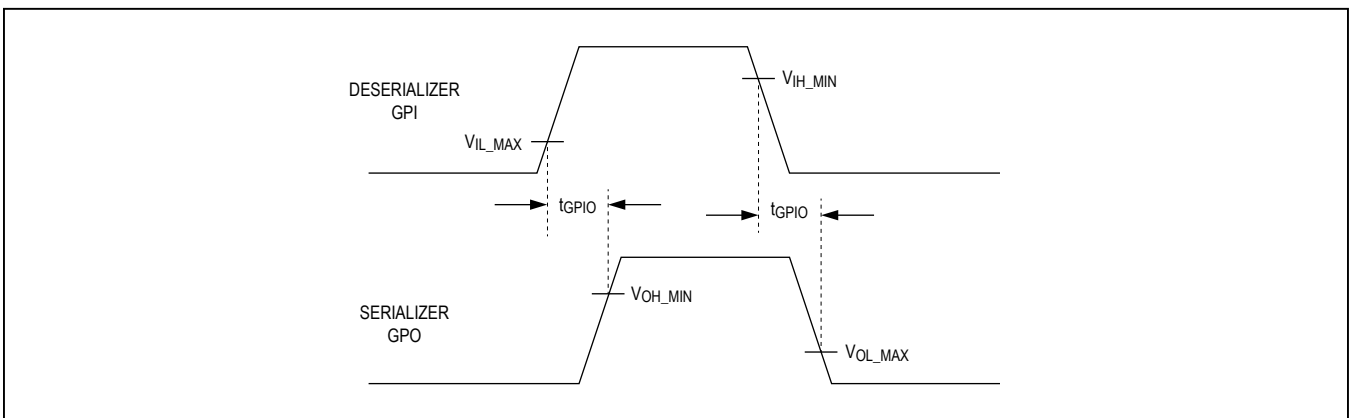 DESERIALIZER
GPI
VIH_MIN
VIL_MAX
tGPIO
tGPIO
VOH_MIN
SERIALIZER
GPO
VOL_MAX